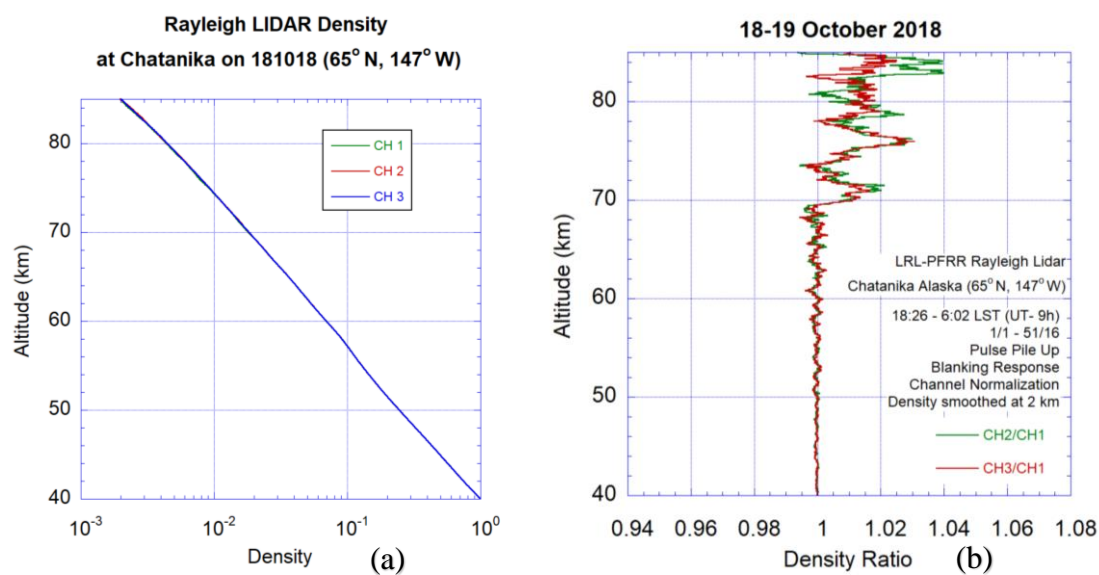 Rayleigh LIDAR Density
at Chatanika on 181018 (65° N, 147° W)
CH 1
CH 2
CH 3
Altitude (km)
80
70
60
50
40
10⁻³
10⁻²
10⁻¹
10⁰
Density
(a)
18-19 October 2018
Altitude (km)
80
70
60
50
40
LRL-PFRR Rayleigh Lidar
Chatanika Alaska (65° N, 147° W)
18:26 - 6:02 LST (UT- 9h)
1/1 - 51/16
Pulse Pile Up
Blanking Response
Channel Normalization
Density smoothed at 2 km
CH2/CH1
CH3/CH1
0.94 0.96 0.98 1 1.02 1.04 1.06 1.08
Density Ratio
(b)